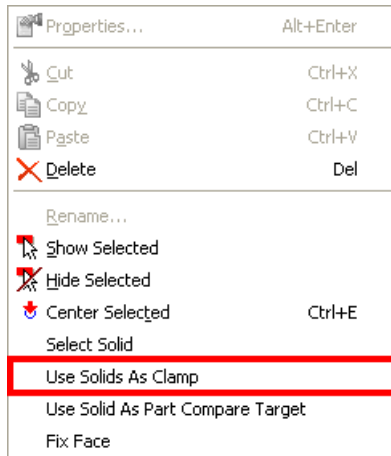 Properties... Alt+Enter
Cut Ctrl+X
Copy Ctrl+C
Paste Ctrl+V
Delete Del
Rename...
Show Selected
Hide Selected
Center Selected Ctrl+E
Select Solid
Use Solids As Clamp
Use Solid As Part Compare Target
Fix Face